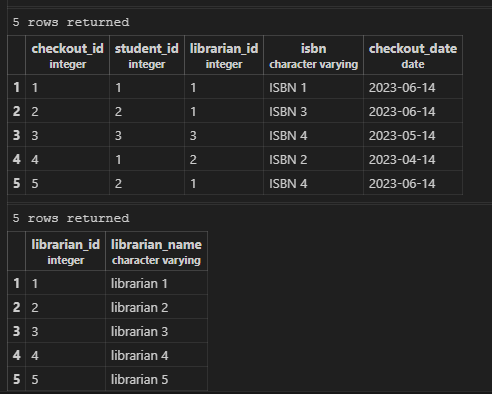 5 rows returned
checkout_id student_id librarian_id isbn checkout_date
integer integer integer character varying date
1 1 1 1 ISBN 1 2023-06-14
2 2 2 1 ISBN 3 2023-06-14
3 3 3 3 ISBN 4 2023-05-14
4 4 1 2 ISBN 2 2023-04-14
5 5 2 1 ISBN 4 2023-06-14
5 rows returned
librarian_id librarian_name
integer character varying
1 1 librarian 1
2 2 librarian 2
3 3 librarian 3
4 4 librarian 4
5 5 librarian 5